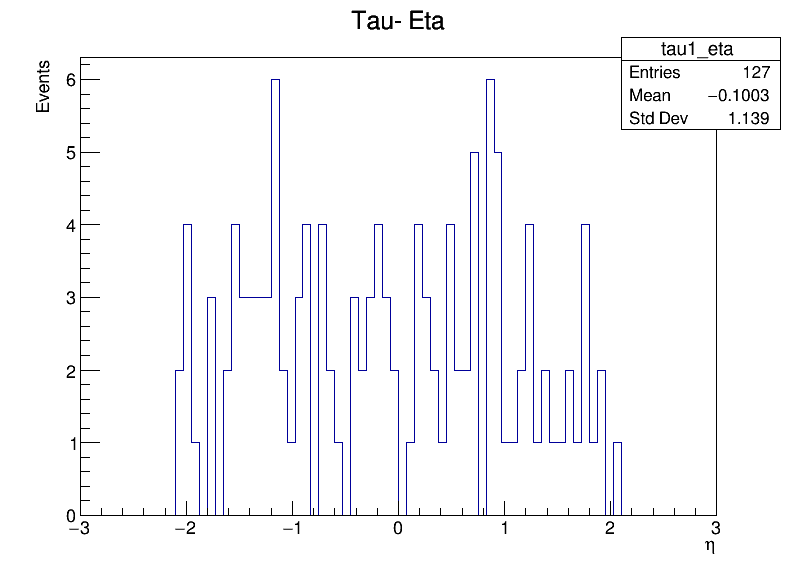 Tau- Eta
tau1_eta
Entries 127
Mean −0.1003
Std Dev 1.139
Events
6
5
4
3
2
1
0
−3 −2 −1 0 1 2 3
η